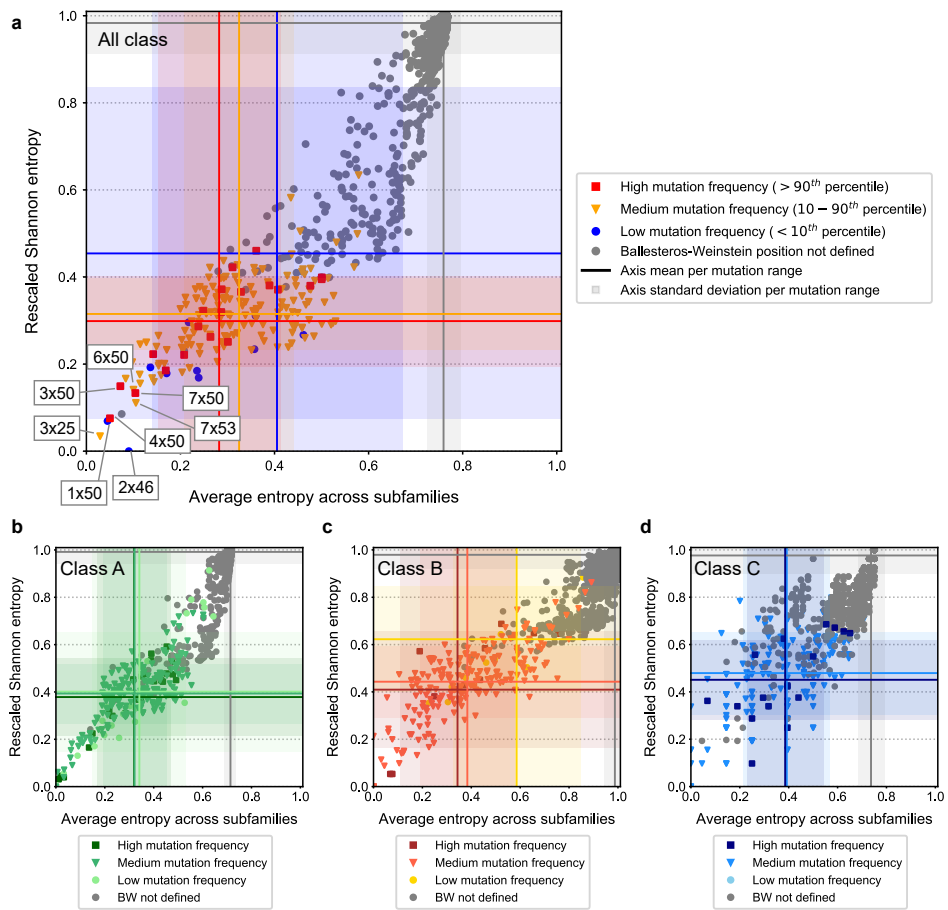 a
All class
Rescaled Shannon entropy
1.0
0.8
0.6
0.4
0.2
0.0
6x50
3x50
3x25
1x50
2x46
4x50
7x53
7x50
0.0
0.2
0.4
0.6
0.8
1.0
Average entropy across subfamilies
High mutation frequency (> 90th percentile)
Medium mutation frequency (10 − 90th percentile)
Low mutation frequency (< 10th percentile)
Ballesteros-Weinstein position not defined
Axis mean per mutation range
Axis standard deviation per mutation range
b
Class A
Rescaled Shannon entropy
1.0
0.8
0.6
0.4
0.2
0.0
0.0
0.2
0.4
0.6
0.8
1.0
Average entropy across subfamilies
High mutation frequency
Medium mutation frequency
Low mutation frequency
BW not defined
c
Class B
Rescaled Shannon entropy
1.0
0.8
0.6
0.4
0.2
0.0
0.0
0.2
0.4
0.6
0.8
1.0
Average entropy across subfamilies
High mutation frequency
Medium mutation frequency
Low mutation frequency
BW not defined
d
Class C
Rescaled Shannon entropy
1.0
0.8
0.6
0.4
0.2
0.0
0.0
0.2
0.4
0.6
0.8
1.0
Average entropy across subfamilies
High mutation frequency
Medium mutation frequency
Low mutation frequency
BW not defined